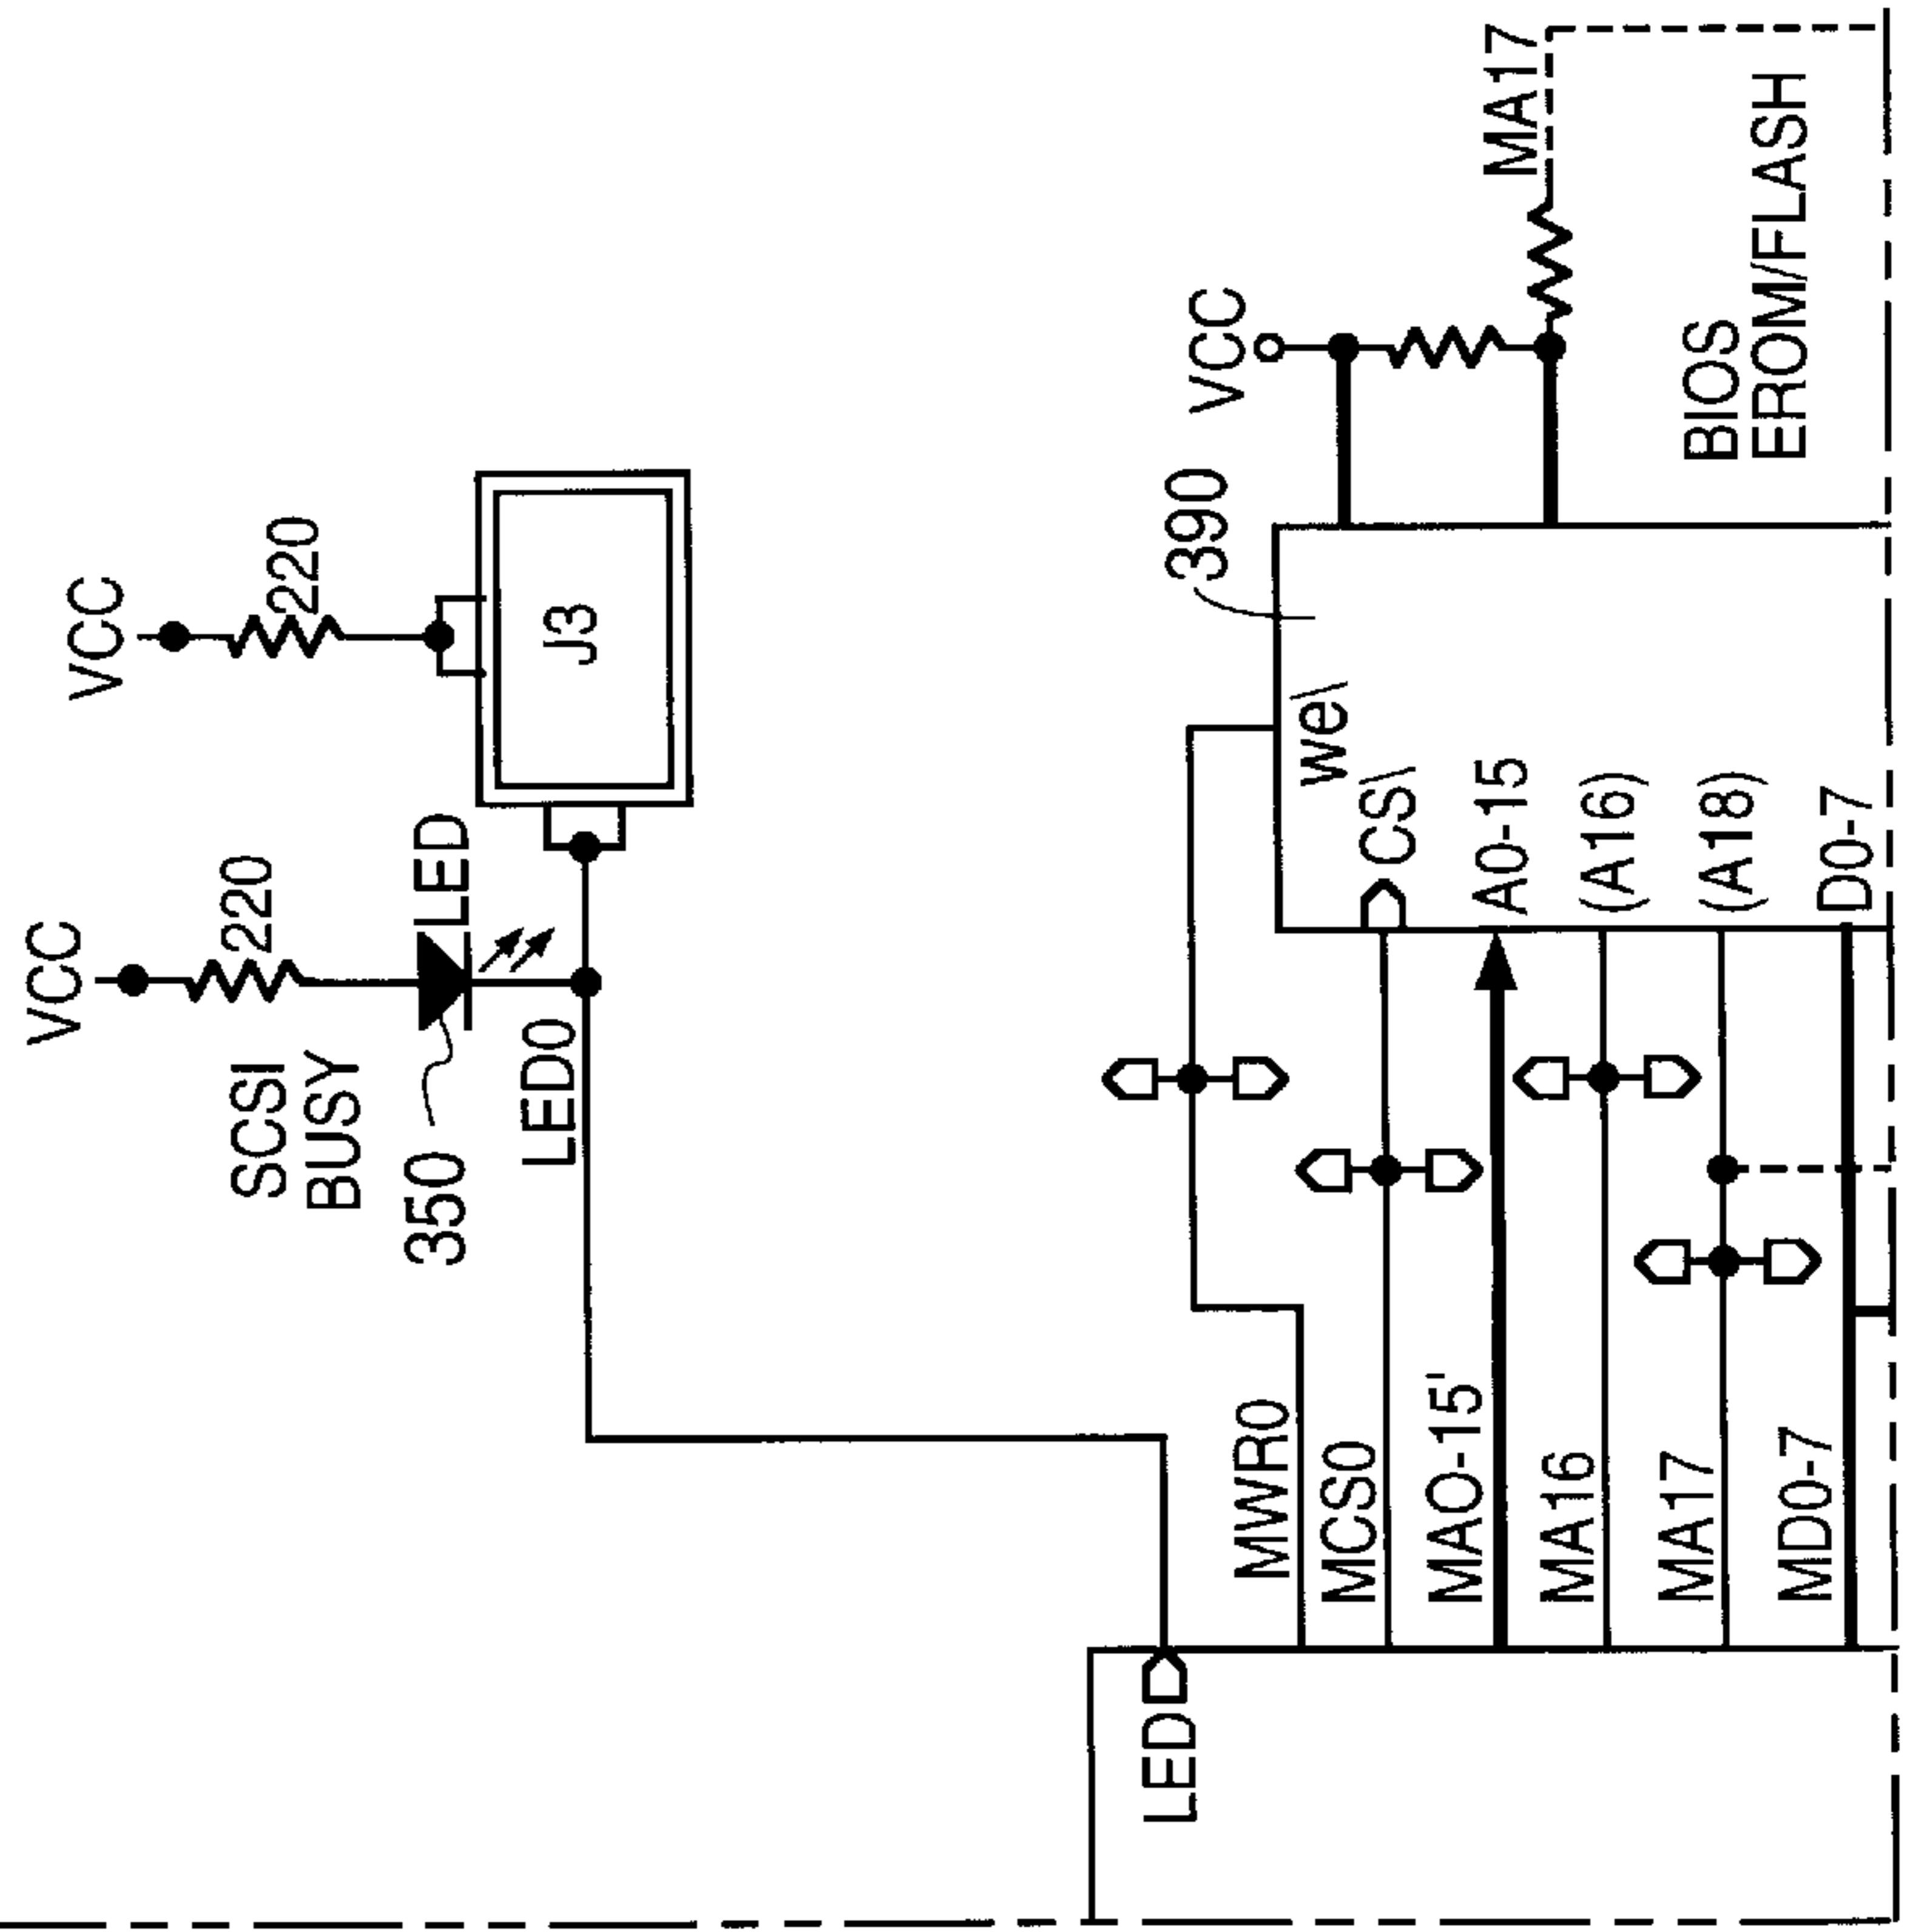 VCC
220
SCSI
BUSY
LED
350
LED0
VCC
220
J3
VCC
390
MA17
BIOS
EROM/FLASH
we\
CS\
AO-15
(A16)
(A18)
D0-7
LED
MWR0
MCS0
MAO-15'
MA16
MA17
MD0-7